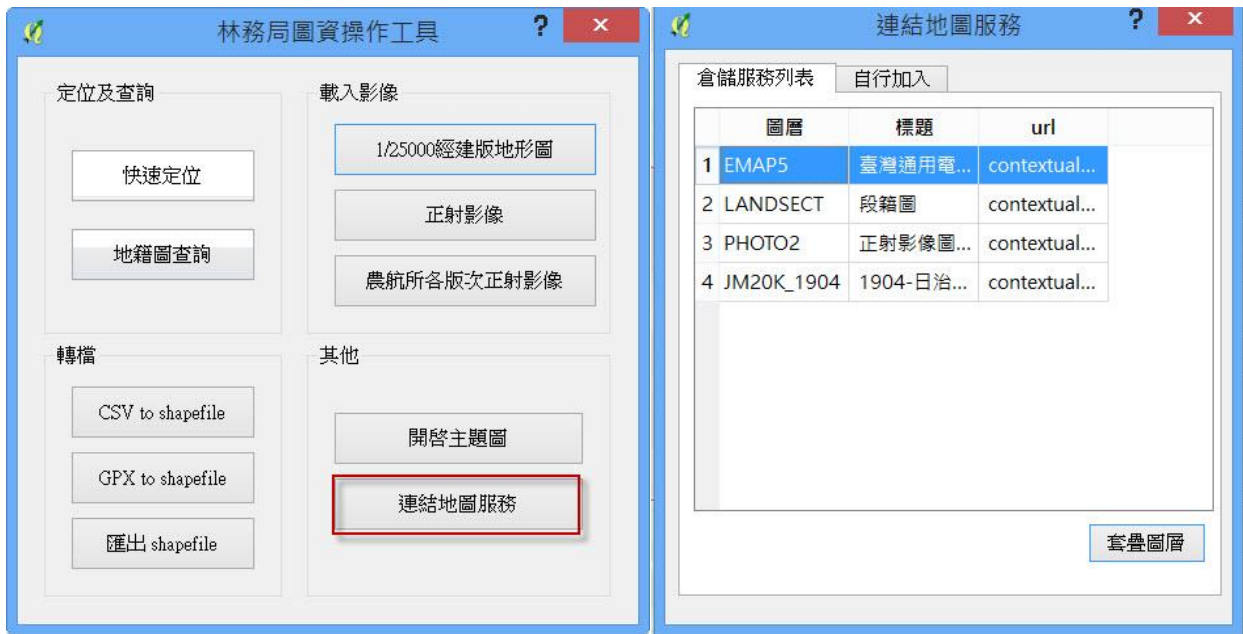 林務局圖資操作工具
?
×
定位及查詢
快速定位
地籍圖查詢
載入影像
1/25000經建版地形圖
正射影像
農航所各版次正射影像
轉檔
CSV to shapefile
GPX to shapefile
匯出 shapefile
其他
開啟主題圖
連結地圖服務
連結地圖服務
?
×
倉儲服務列表 自行加入
圖層 標題 url
1 EMAP5 臺灣通用電... contextual...
2 LANDSECT 段籍圖 contextual...
3 PHOTO2 正射影像圖... contextual...
4 JM20K_1904 1904-日治... contextual...
套疊圖層